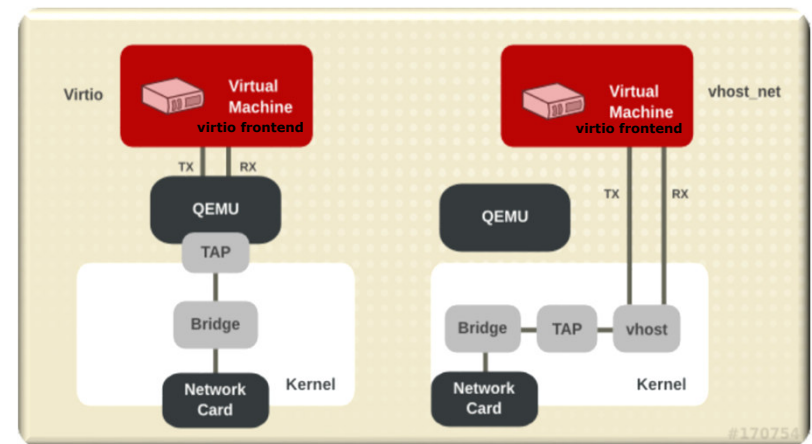 Virtio
Virtual
Machine
virtio frontend
TX
RX
QEMU
TAP
Bridge
Network
Card
Kernel
Virtual
Machine
virtio frontend
vhost_net
TX
RX
QEMU
Bridge
TAP
vhost
Network
Card
Kernel
#170754